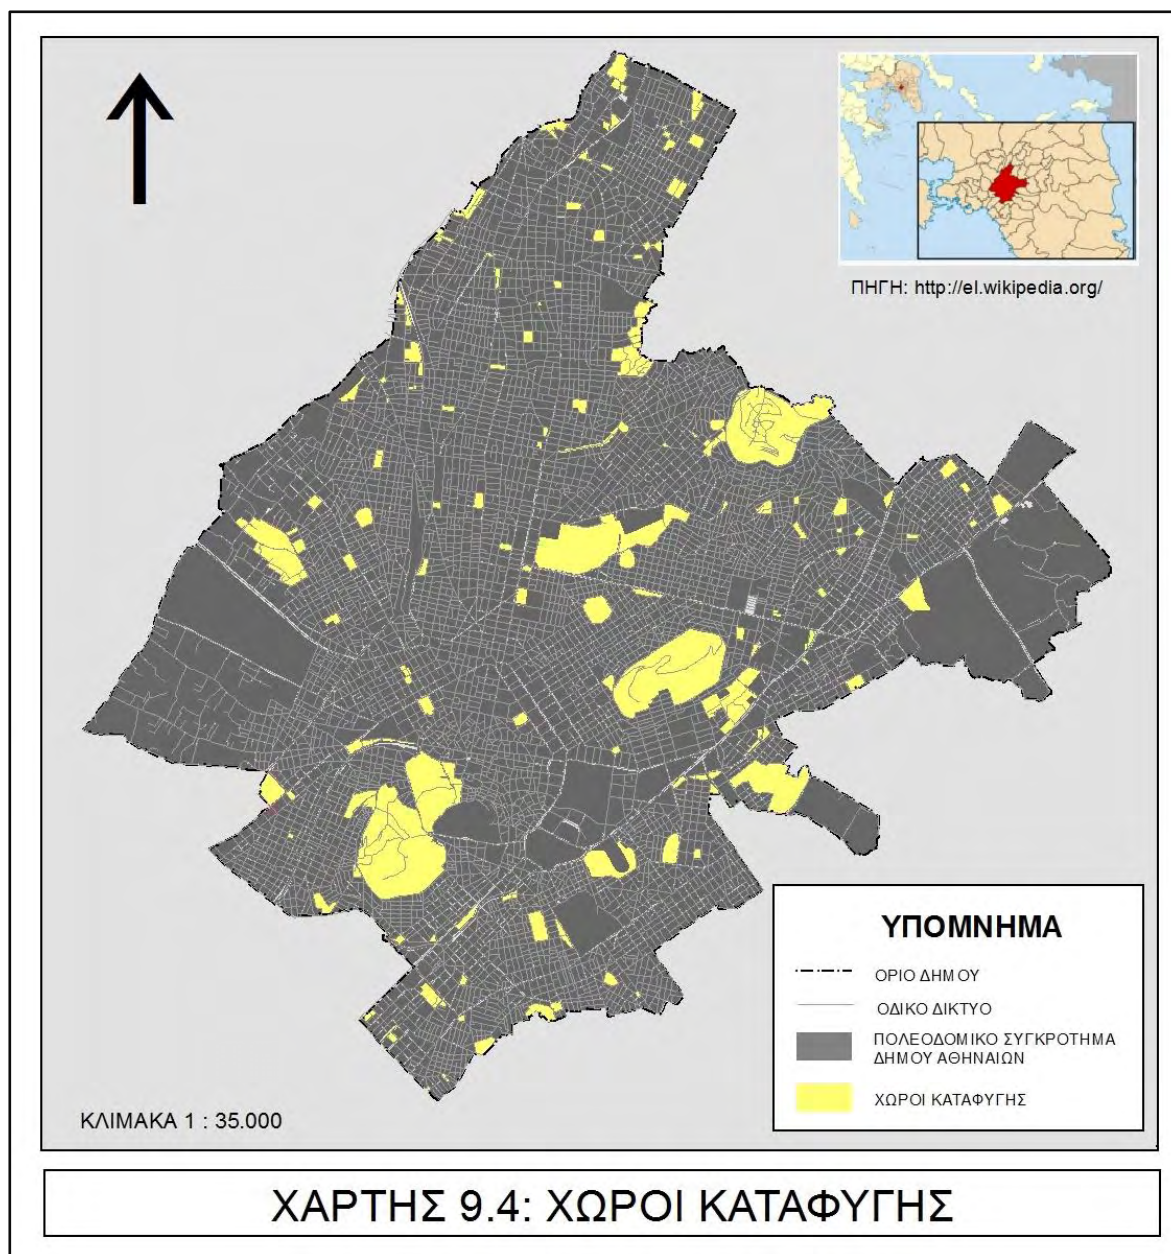 ΠΗΓΗ: http://el.wikipedia.org/
ΥΠΟΜΝΗΜΑ
ΟΡΙΟ ΔΗΜΟΥ
ΟΔΙΚΟ ΔΙΚΤΥΟ
ΠΟΛΕΟΔΟΜΙΚΟ ΣΥΓΚΡΟΤΗΜΑ
ΔΗΜΟΥ ΑΘΗΝΑΙΩΝ
ΧΩΡΟΙ ΚΑΤΑΦΥΓΗΣ
ΚΛΙΜΑΚΑ 1 : 35.000
ΧΑΡΤΗΣ 9.4: ΧΩΡΟΙ ΚΑΤΑΦΥΓΗΣ